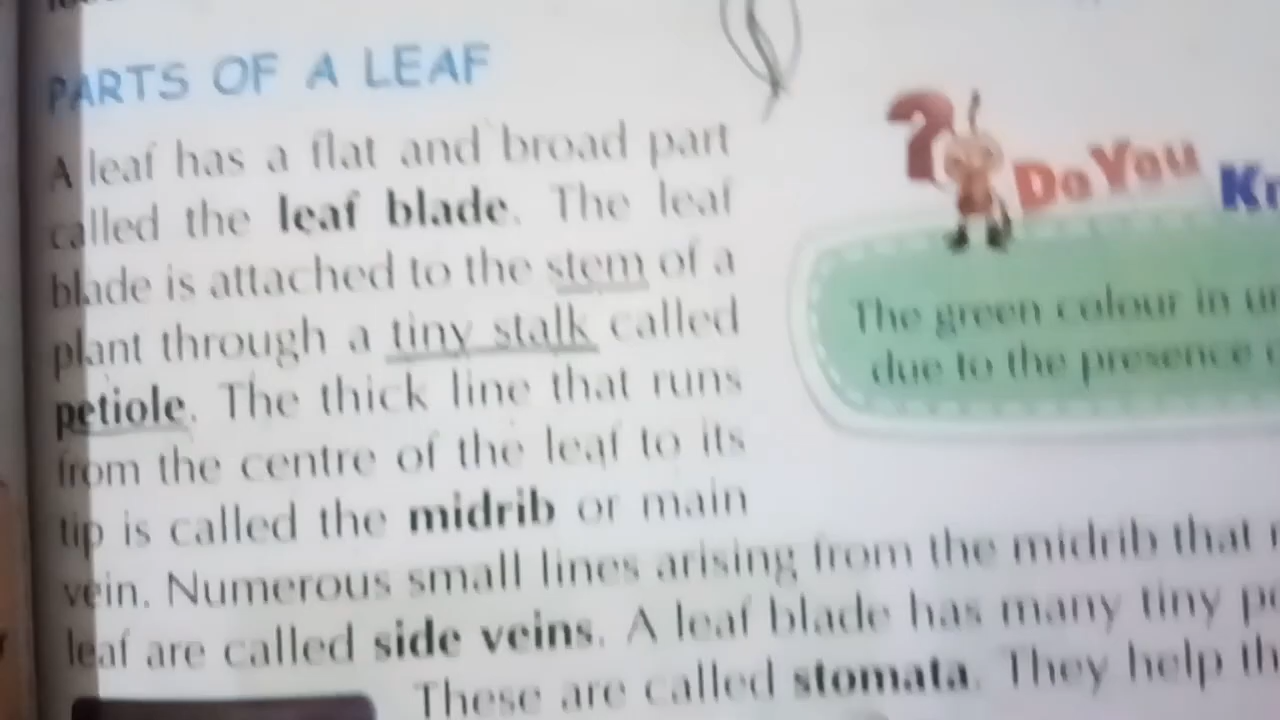 PARTS OF A LEAF
A leaf has a flat and broad part
called the leaf blade. The leaf
blade is attached to the stem of a
plant through a tiny stalk called
petiole. The thick line that runs
from the centre of the leaf to its
tip is called the midrib or main
vein. Numerous small lines arising from the midrib that
leaf are called side veins. A leaf blade has many tiny
These are called stomata. They help
? Do You
The green colour in
due to the presence